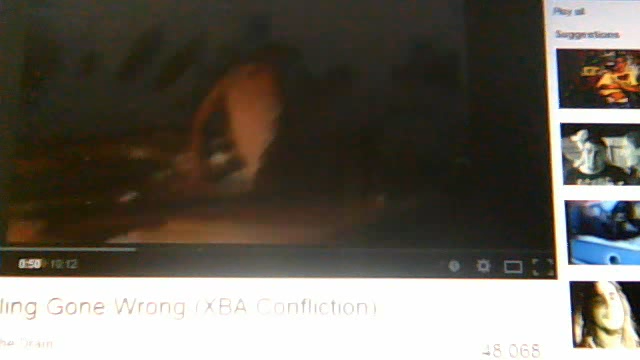 Play all
Suggestions
0:50 10:12
ling Gone Wrong (XBA Confliction)
48 068